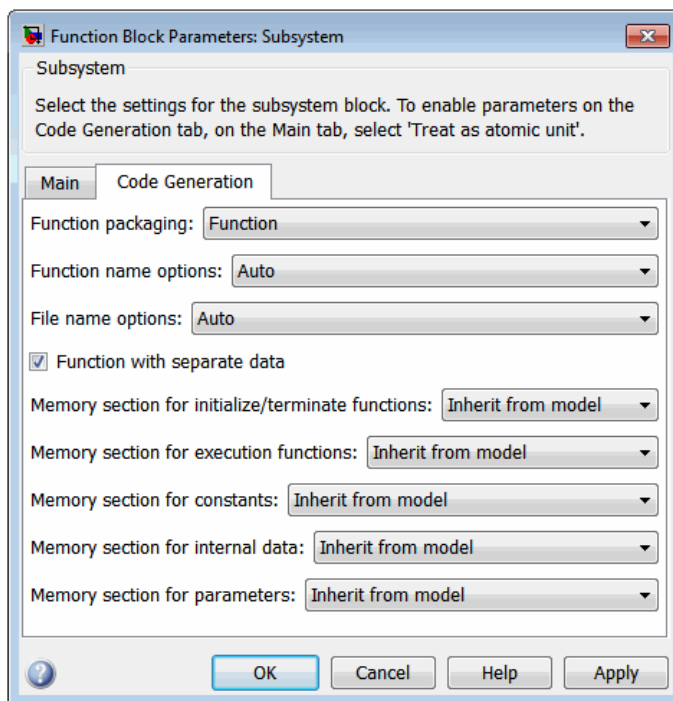 Function Block Parameters: Subsystem
Subsystem
Select the settings for the subsystem block. To enable parameters on the
Code Generation tab, on the Main tab, select 'Treat as atomic unit'.
Main Code Generation
Function packaging: Function
Function name options: Auto
File name options: Auto
Function with separate data
Memory section for initialize/terminate functions: Inherit from model
Memory section for execution functions: Inherit from model
Memory section for constants: Inherit from model
Memory section for internal data: Inherit from model
Memory section for parameters: Inherit from model
? OK Cancel Help Apply